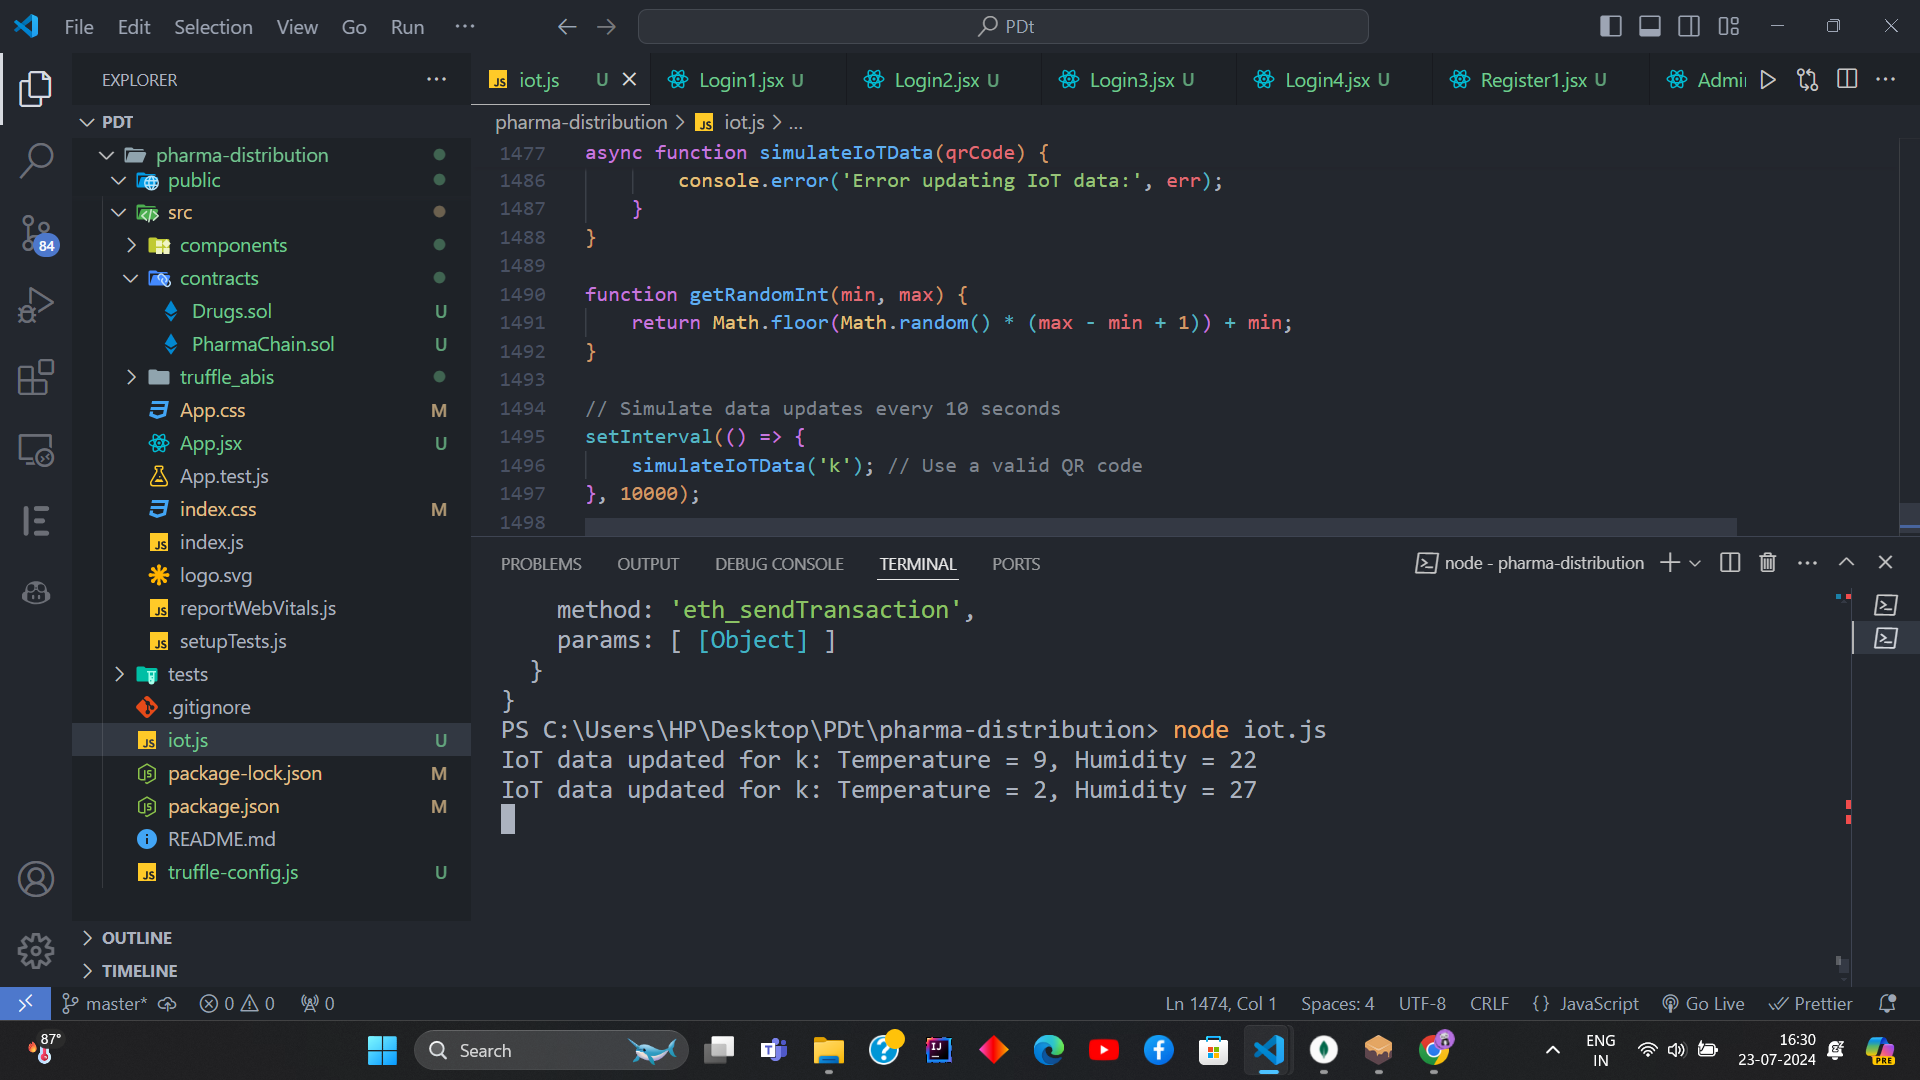 File Edit Selection View Go Run ···
PDt
EXPLORER ···
iot.js U
Login1.jsx U
Login2.jsx U
Login3.jsx U
Login4.jsx U
Register1.jsx U
Admi
PDT
pharma-distribution
public
src
components
contracts
Drugs.sol U
PharmaChain.sol U
truffle_abis
App.css M
App.jsx U
App.test.js
index.css M
index.js
logo.svg
reportWebVitals.js
setupTests.js
tests
.gitignore
iot.js U
package-lock.json M
package.json M
README.md
truffle-config.js U
OUTLINE
TIMELINE
84
pharma-distribution > iot.js > ...
1477 async function simulateIoTData(qrCode) {
1486 console.error('Error updating IoT data:', err);
1487 }
1488 }
1489
1490 function getRandomInt(min, max) {
1491 return Math.floor(Math.random() * (max - min + 1)) + min;
1492 }
1493
1494 // Simulate data updates every 10 seconds
1495 setInterval(() => {
1496 simulateIoTData('k'); // Use a valid QR code
1497 }, 10000);
1498
PROBLEMS OUTPUT DEBUG CONSOLE TERMINAL PORTS
node - pharma-distribution
method: 'eth_sendTransaction',
params: [ [Object] ]
}
}
PS C:\Users\HP\Desktop\PDt\pharma-distribution> node iot.js
IoT data updated for k: Temperature = 9, Humidity = 22
IoT data updated for k: Temperature = 2, Humidity = 27
master* 0 0 0
Ln 1474, Col 1 Spaces: 4 UTF-8 CRLF {} JavaScript Go Live Prettier
87°
Search
ENG
IN
16:30
23-07-2024
PRE